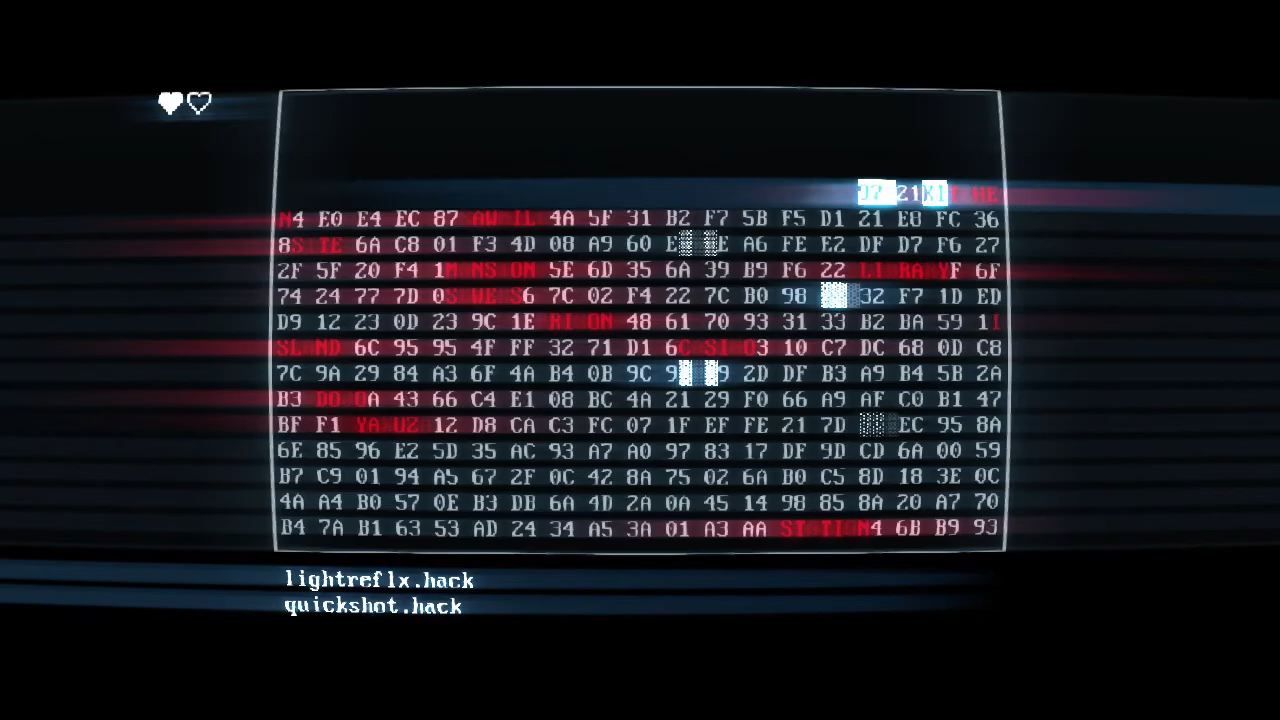 21
4 E0 E4 EC 87 4A 5F 31 B2 F7 5B F5 D1 21 E8 FC 36
8 6A C8 01 F3 4D 08 A9 60 E E A6 FE E2 DF D7 F6 27
2F 5F 20 F4 1 5E 6D 35 6A 39 B9 F6 22 F 6F
74 24 77 7D 0 6 7C 02 F4 22 7C B0 98 32 F7 1D ED
D9 12 23 0D 23 9C 1E 48 61 70 93 31 33 B2 BA 59 1I
6C 95 95 4F FF 32 71 D1 6 3 10 C7 DC 68 0D C8
7C 9A 29 84 A3 6F 4A B4 0B 9C 9 9 2D DF B3 A9 B4 5B 2A
B3 A 43 66 C4 E1 08 BC 4A 21 29 F0 66 A9 AF C0 B1 47
BF F1 12 D8 CA C3 FC 07 1F EF FE 21 7D EC 95 8A
6E 85 96 E2 5D 35 AC 93 A7 A0 97 83 17 DF 9D CD 6A 00 59
B7 C9 01 94 A5 67 2F 0C 42 8A 75 02 6A B0 C5 8D 18 3E 0C
4A A4 B0 57 0E B3 DB 6A 4D 2A 0A 45 14 98 85 8A 20 A7 70
B4 7A B1 63 53 AD 24 34 A5 3A 01 A3 AA 4 6B B9 93
lightreflx.hack
quickshot.hack